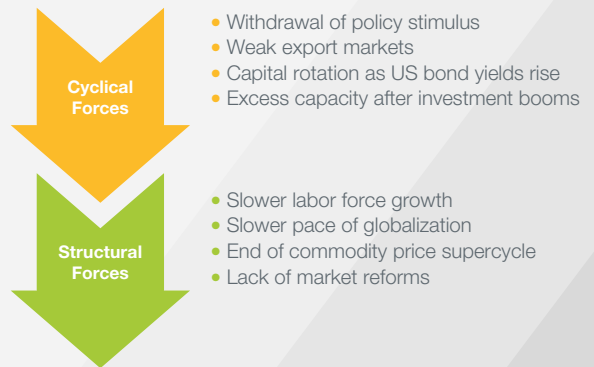 Cyclical
Forces
• Withdrawal of policy stimulus
• Weak export markets
• Capital rotation as US bond yields rise
• Excess capacity after investment booms
Structural
Forces
• Slower labor force growth
• Slower pace of globalization
• End of commodity price supercycle
• Lack of market reforms